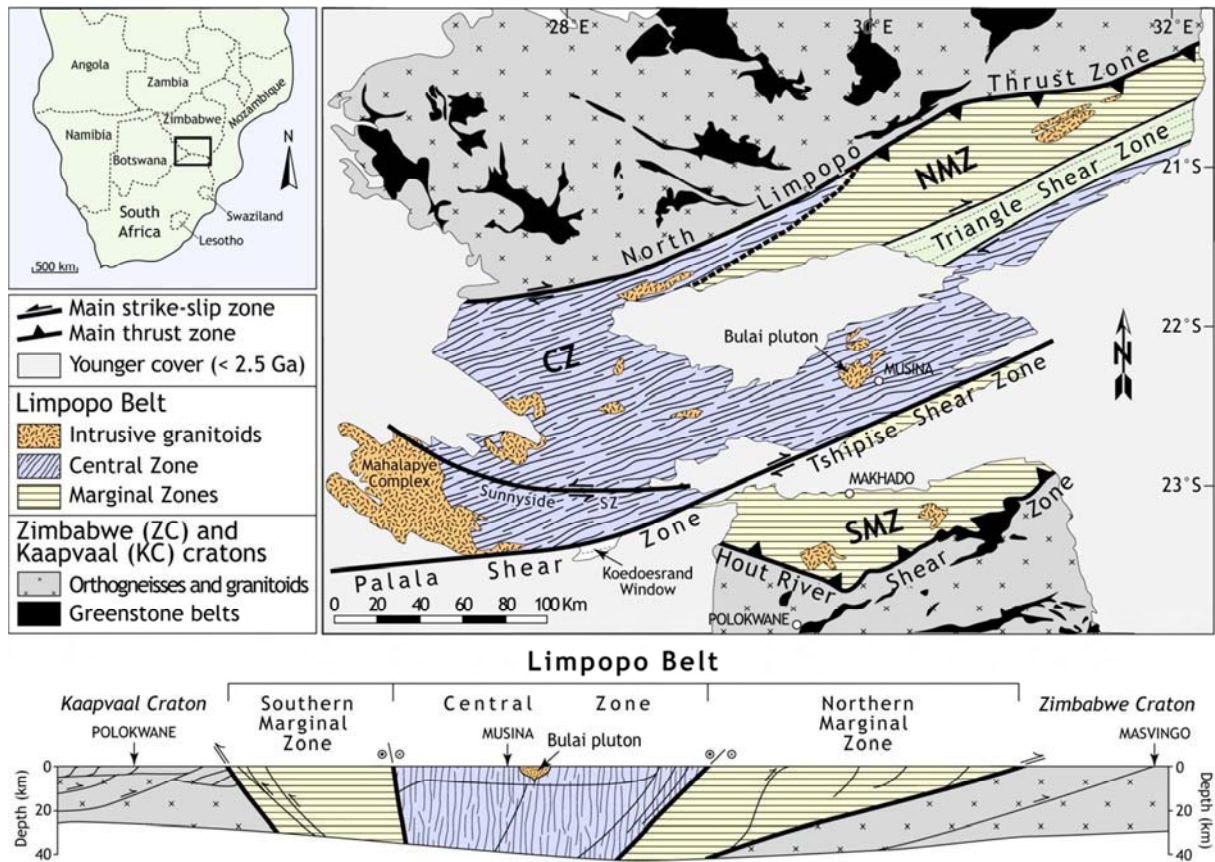 Angola
Zambia
Zimbabwe
Mozambique
Namibia
Botswana
South
Africa
Swaziland
Lesotho
N
500 km
Main strike-slip zone
Main thrust zone
Younger cover (< 2.5 Ga)
Limpopo Belt
Intrusive granitoids
Central Zone
Marginal Zones
Zimbabwe (ZC) and
Kaapvaal (KC) cratons
Orthogneisses and granitoids
Greenstone belts
28°E
30°E
32°E
21°S
22°S
23°S
North Limpopo Thrust Zone
NMZ
Triangle Shear Zone
CZ
Bulai pluton
MUSINA
N
Tshipise Shear Zone
Mahalapye
Complex
Sunnyside SZ
MAKHADO
SMZ
Palala Shear Zone
Koedoesrand
Window
Hout River Shear Zone
POLOKWANE
0 20 40 60 80 100 Km
Limpopo Belt
Kaapvaal Craton
Southern
Marginal
Zone
Central Zone
Northern
Marginal
Zone
Zimbabwe Craton
POLOKWANE
MUSINA
Bulai pluton
MASVINGO
Depth (km)
0
20
40
0
20
40
Depth (km)